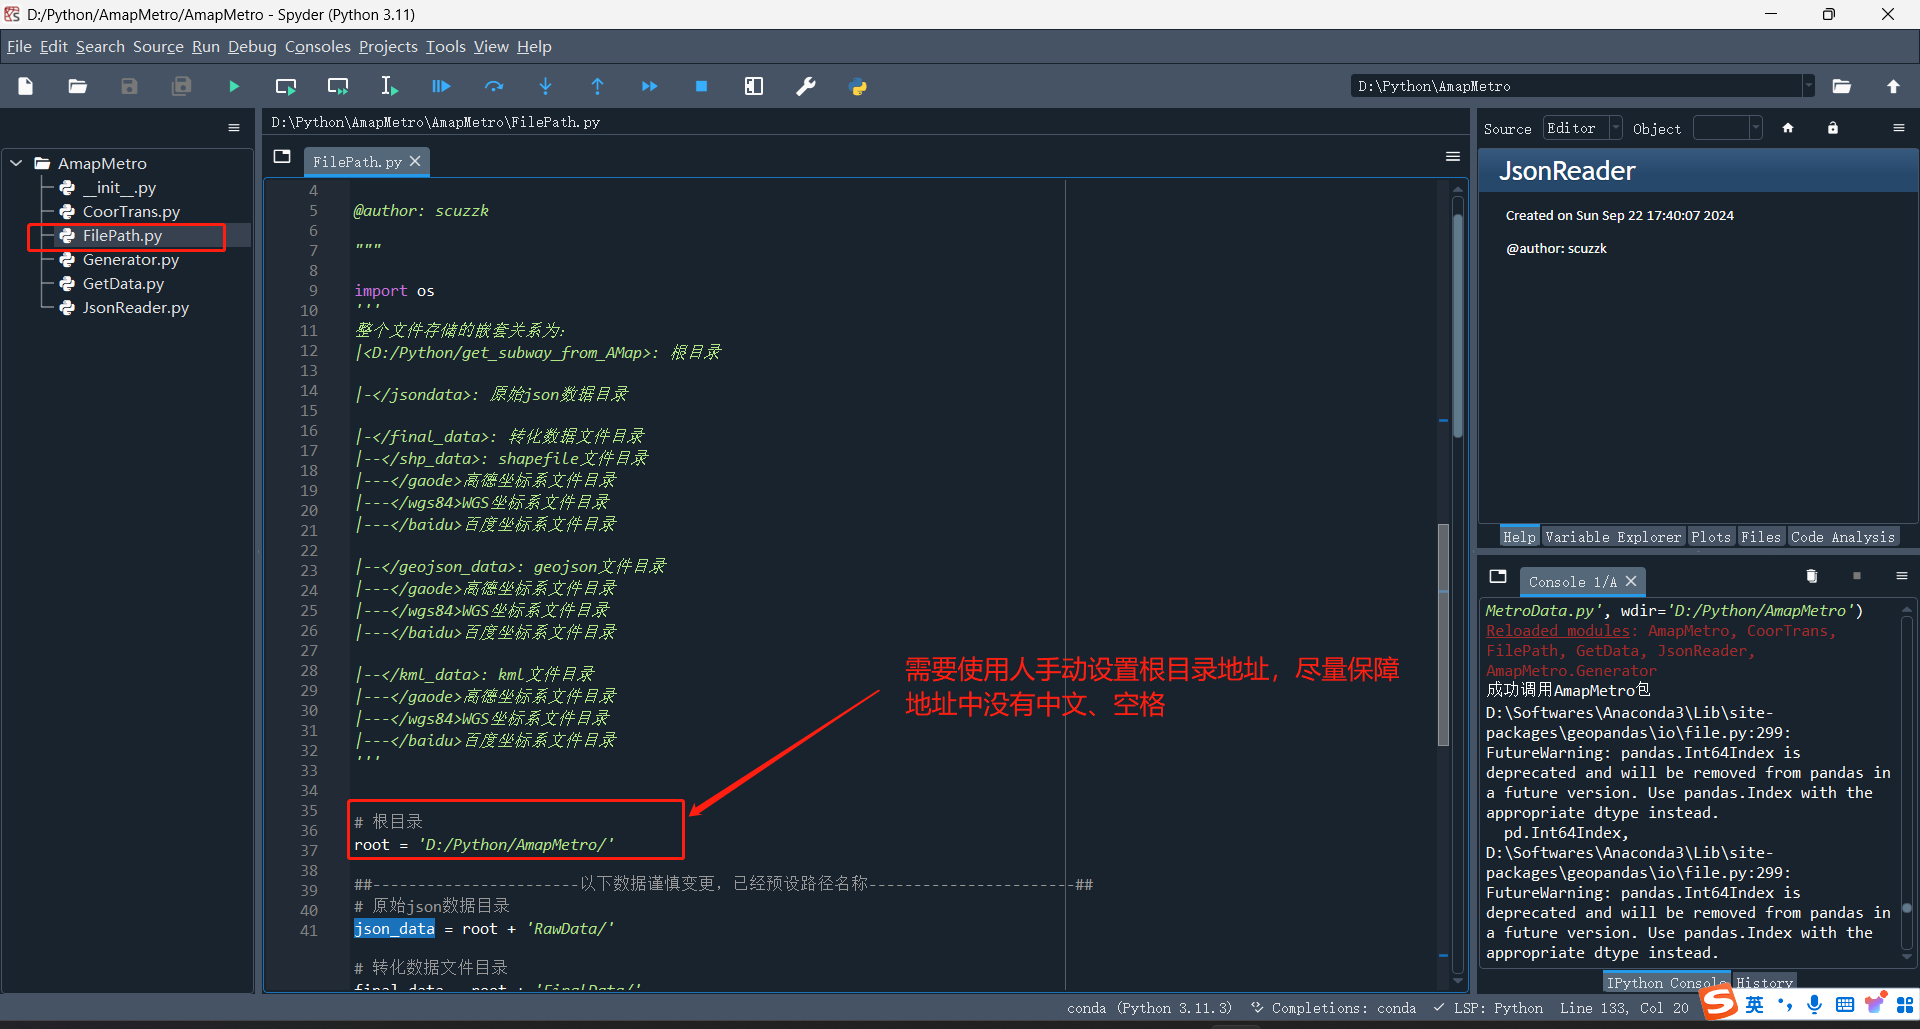 D:/Python/AmapMetro/AmapMetro - Spyder (Python 3.11)
File Edit Search Source Run Debug Consoles Projects Tools View Help
D:\Python\AmapMetro
D:\Python\AmapMetro\AmapMetro\FilePath.py
FilePath.py
AmapMetro
__init__.py
CoorTrans.py
FilePath.py
Generator.py
GetData.py
JsonReader.py
4
5
6
7
8
9
10
11
12
13
14
15
16
17
18
19
20
21
22
23
24
25
26
27
28
29
30
31
32
33
34
35
36
37
38
39
40
41
@author: scuzzk
"""
import os
'''
整个文件存储的嵌套关系为:
|<D:/Python/get_subway_from_AMap>: 根目录
|-</jsondata>: 原始json数据目录
|-</final_data>: 转化数据文件目录
|--</shp_data>: shapefile文件目录
|---</gaode>高德坐标系文件目录
|---</wgs84>WGS坐标系文件目录
|---</baidu>百度坐标系文件目录
|--</geojson_data>: geojson文件目录
|---</gaode>高德坐标系文件目录
|---</wgs84>WGS坐标系文件目录
|---</baidu>百度坐标系文件目录
|--</kml_data>: kml文件目录
|---</gaode>高德坐标系文件目录
|---</wgs84>WGS坐标系文件目录
|---</baidu>百度坐标系文件目录
'''
# 根目录
root = 'D:/Python/AmapMetro/'
##-----------------------以下数据谨慎变更，已经预设路径名称-----------------------##
# 原始json数据目录
json_data = root + 'RawData/'
# 转化数据文件目录
final_data = root + 'FinalData/'
需要使用人手动设置根目录地址，尽量保障
地址中没有中文、空格
Source Editor Object
JsonReader
Created on Sun Sep 22 17:40:07 2024
@author: scuzzk
Help Variable Explorer Plots Files Code Analysis
Console 1/A
MetroData.py', wdir='D:/Python/AmapMetro')
Reloaded modules: AmapMetro, CoorTrans,
FilePath, GetData, JsonReader,
AmapMetro.Generator
成功调用AmapMetro包
D:\Softwares\Anaconda3\Lib\site-
packages\geopandas\io\file.py:299:
FutureWarning: pandas.Int64Index is
deprecated and will be removed from pandas in
a future version. Use pandas.Index with the
appropriate dtype instead.
pd.Int64Index,
D:\Softwares\Anaconda3\Lib\site-
packages\geopandas\io\file.py:299:
FutureWarning: pandas.Int64Index is
deprecated and will be removed from pandas in
a future version. Use pandas.Index with the
appropriate dtype instead.
IPython Console History
conda (Python 3.11.3) Completions: conda LSP: Python Line 133, Col 20
S 英